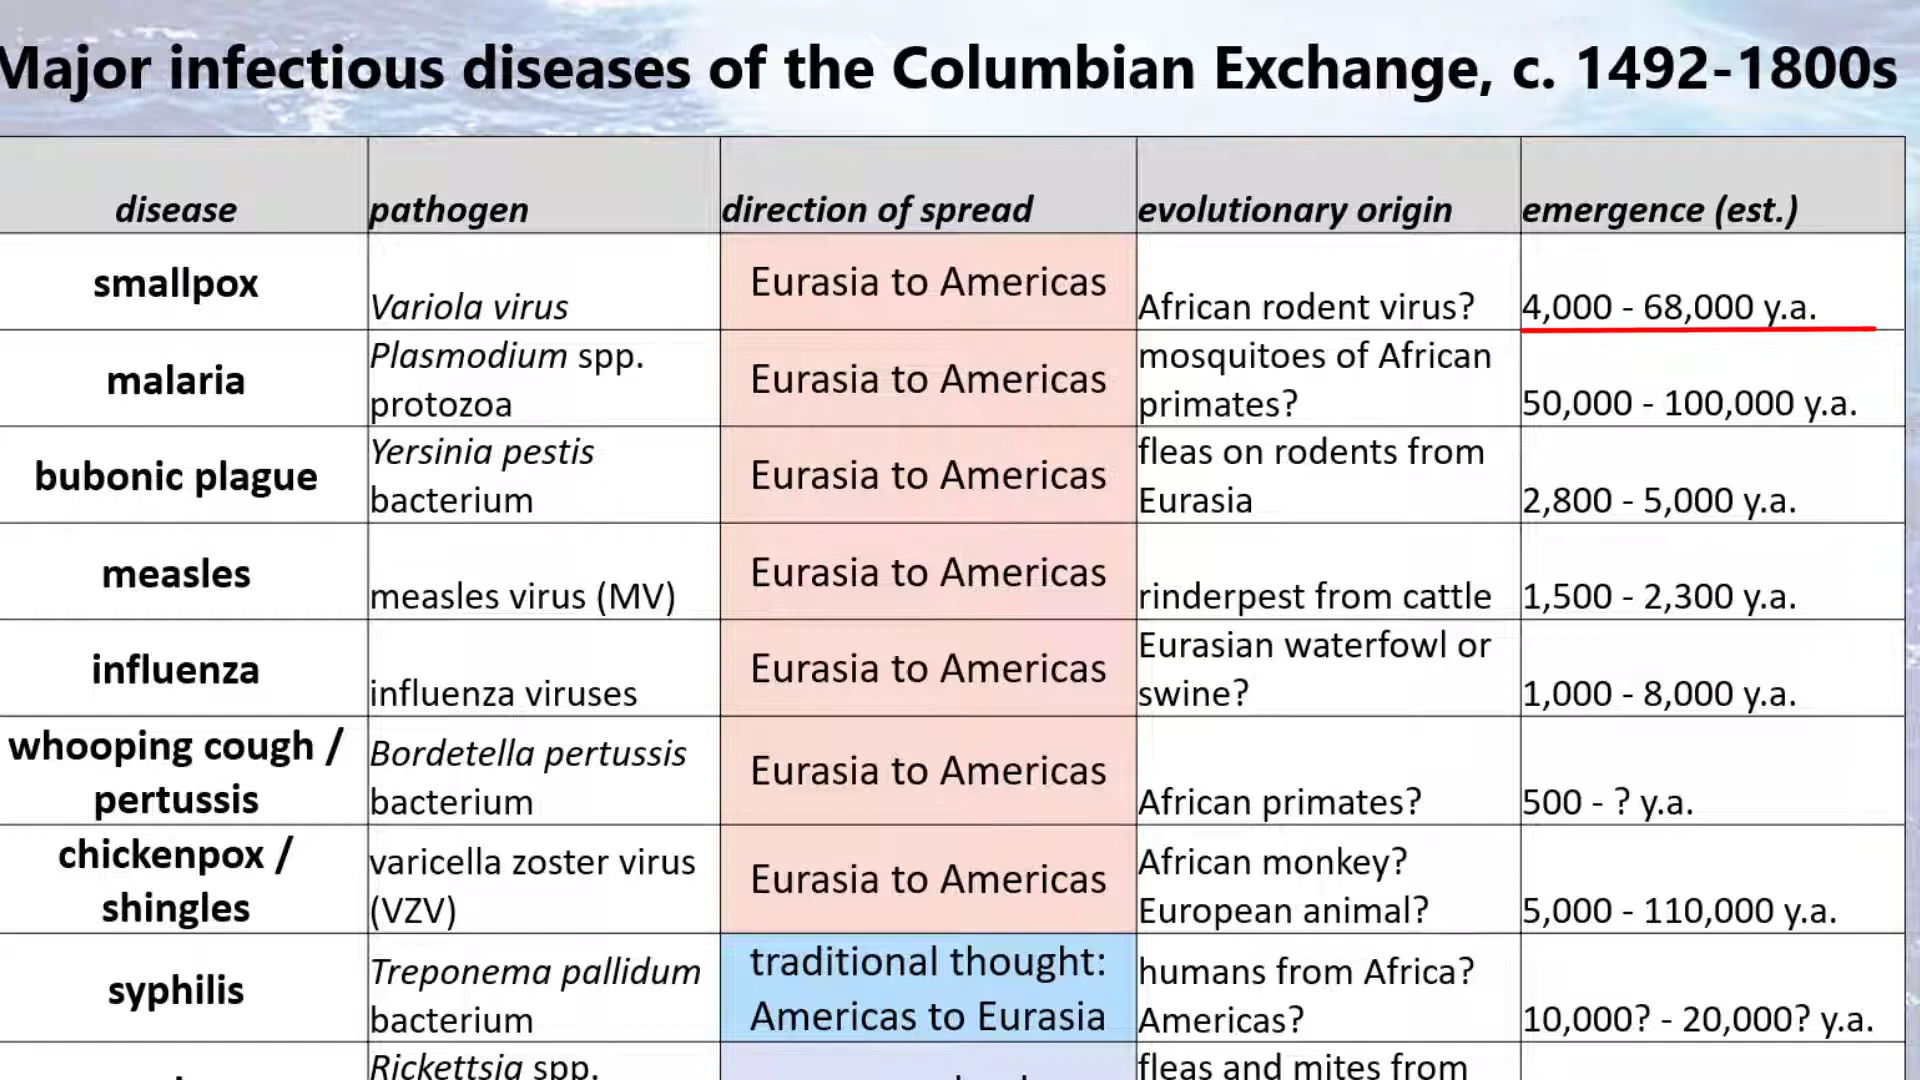 Major infectious diseases of the Columbian Exchange, c. 1492-1800s
disease pathogen direction of spread evolutionary origin emergence (est.)
smallpox
Variola virus
Eurasia to Americas
African rodent virus?
4,000 - 68,000 y.a.
malaria
Plasmodium spp.
protozoa
Eurasia to Americas
mosquitoes of African
primates?
50,000 - 100,000 y.a.
bubonic plague
Yersinia pestis
bacterium
Eurasia to Americas
fleas on rodents from
Eurasia
2,800 - 5,000 y.a.
measles
measles virus (MV)
Eurasia to Americas
rinderpest from cattle
1,500 - 2,300 y.a.
influenza
influenza viruses
Eurasia to Americas
Eurasian waterfowl or
swine?
1,000 - 8,000 y.a.
whooping cough /
pertussis
Bordetella pertussis
bacterium
Eurasia to Americas
African primates?
500 - ? y.a.
chickenpox /
shingles
varicella zoster virus
(VZV)
Eurasia to Americas
African monkey?
European animal?
5,000 - 110,000 y.a.
syphilis
Treponema pallidum
bacterium
traditional thought:
Americas to Eurasia
humans from Africa?
Americas?
10,000? - 20,000? y.a.
Rickettsia spp.
fleas and mites from